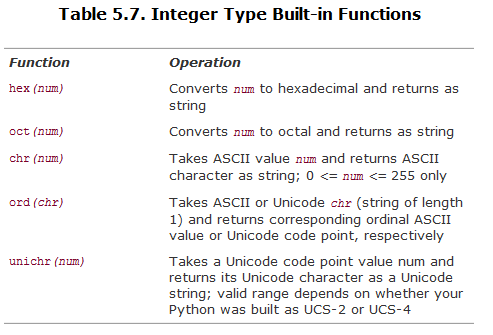 Table 5.7. Integer Type Built-in Functions
Function Operation
hex(num) Converts num to hexadecimal and returns as
string
oct(num) Converts num to octal and returns as string
chr(num) Takes ASCII value num and returns ASCII
character as string; 0 <= num <= 255 only
ord(chr) Takes ASCII or Unicode chr (string of length
1) and returns corresponding ordinal ASCII
value or Unicode code point, respectively
unichr(num) Takes a Unicode code point value num and
returns its Unicode character as a Unicode
string; valid range depends on whether your
Python was built as UCS-2 or UCS-4